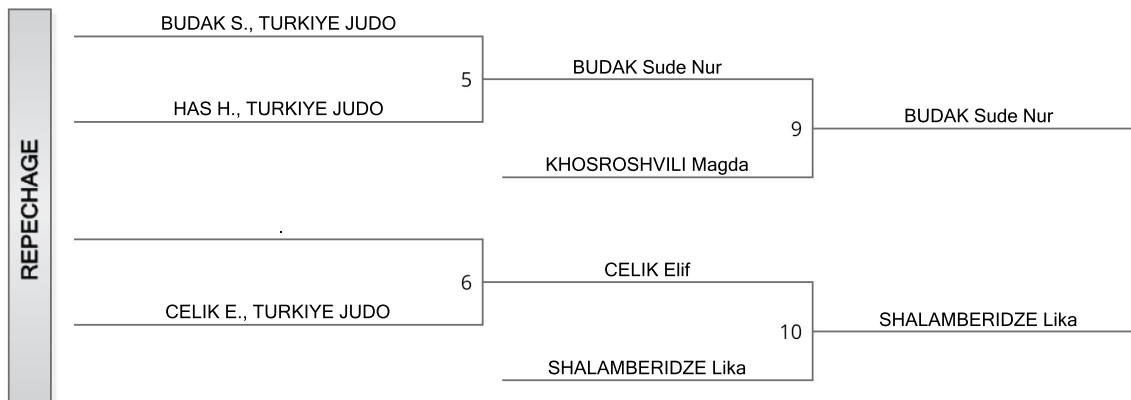 REPECHAGE
BUDAK S., TURKIYE JUDO
5
HAS H., TURKIYE JUDO
BUDAK Sude Nur
9
KHOSROSHVILI Magda
BUDAK Sude Nur
.
6
CELIK E., TURKIYE JUDO
CELIK Elif
10
SHALAMBERIDZE Lika
SHALAMBERIDZE Lika